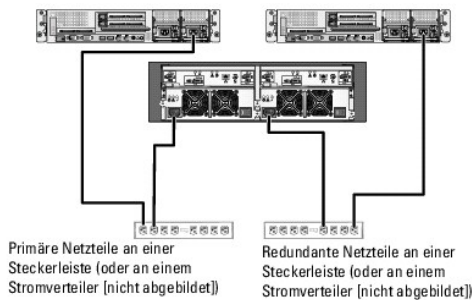 Primäre Netzteile an einer
Steckerleiste (oder an einem
Stromverteiler [nicht abgebildet])
Redundante Netzteile an einer
Steckerleiste (oder an einem
Stromverteiler [nicht abgebildet])